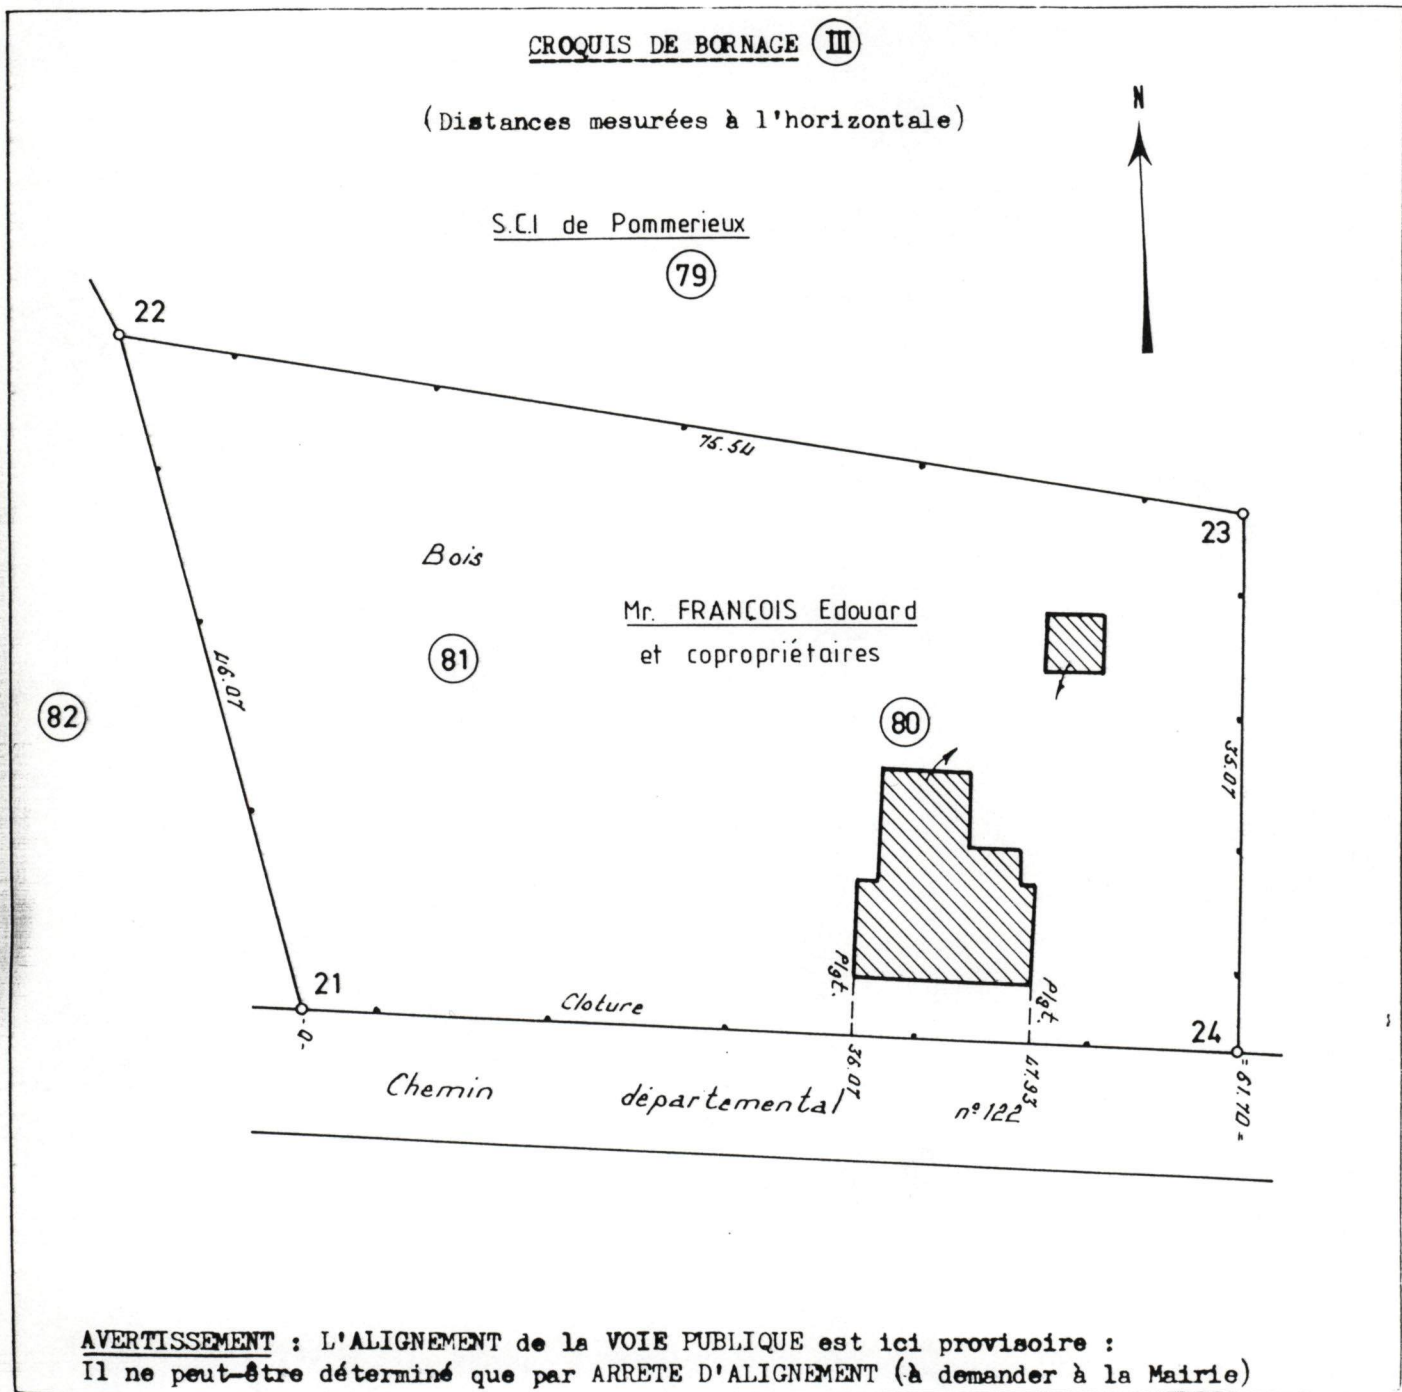 CROQUIS DE BORNAGE III
(Distances mesurées à l'horizontale)
N
S.C.I de Pommerieux
79
22
75.54
23
Bois
Mr. FRANÇOIS Edouard
et copropriétaires
81
46.07
82
80
35.07
21
Cloture
Plgt.
Plgt.
24
-0-
36.07
47.93
= 61.70 =
Chemin départemental n° 122
AVERTISSEMENT : L'ALIGNEMENT de la VOIE PUBLIQUE est ici provisoire :
Il ne peut-être déterminé que par ARRETE D'ALIGNEMENT (à demander à la Mairie)